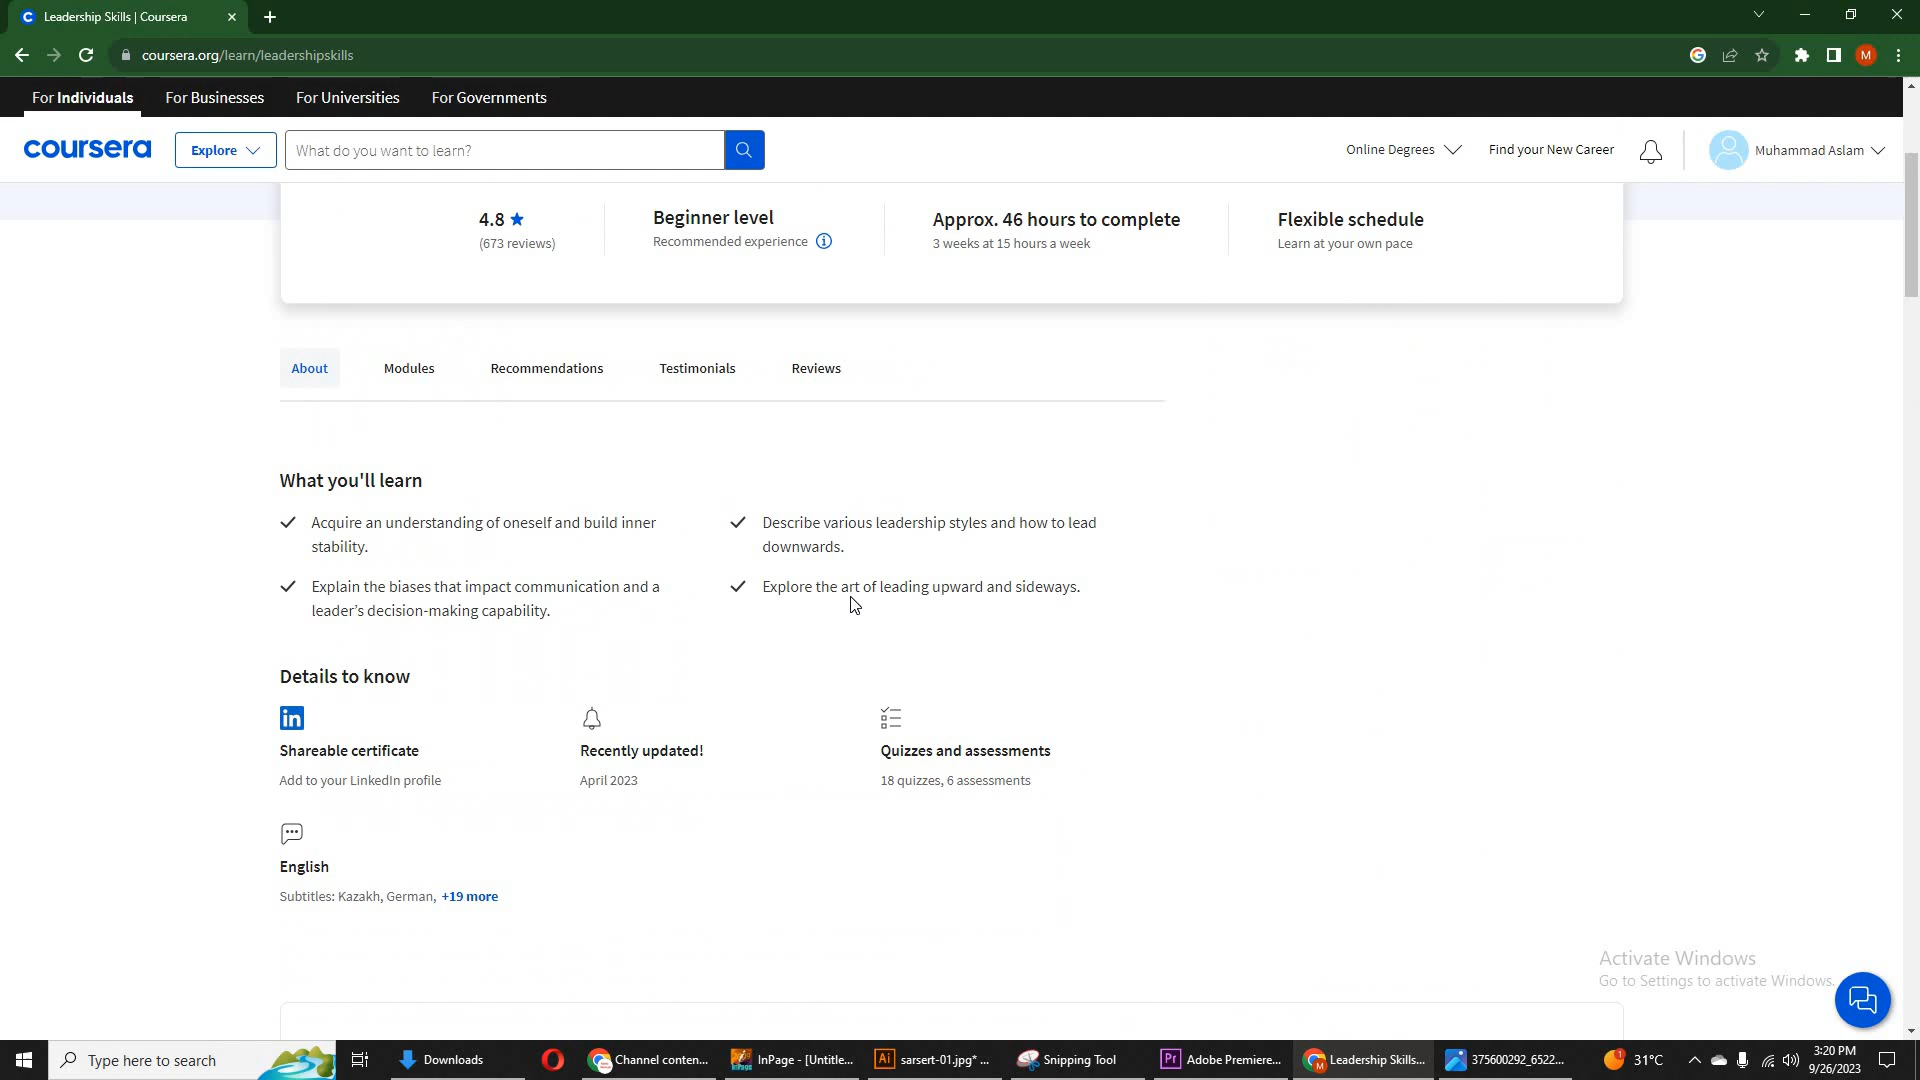 Leadership Skills | Coursera
coursera.org/learn/leadershipskills
M
For Individuals For Businesses For Universities For Governments
coursera Explore What do you want to learn? Online Degrees Find your New Career Muhammad Aslam
4.8 Beginner level Approx. 46 hours to complete Flexible schedule
(673 reviews) Recommended experience 3 weeks at 15 hours a week Learn at your own pace
About Modules Recommendations Testimonials Reviews
What you'll learn
Acquire an understanding of oneself and build inner
stability.
Describe various leadership styles and how to lead
downwards.
Explain the biases that impact communication and a
leader's decision-making capability.
Explore the art of leading upward and sideways.
Details to know
in
Shareable certificate Recently updated! Quizzes and assessments
Add to your LinkedIn profile April 2023 18 quizzes, 6 assessments
English
Subtitles: Kazakh, German, +19 more
Activate Windows
Go to Settings to activate Windows.
Type here to search Downloads Channel conten... InPage - [Untitle... Ai sarsert-01.jpg* ... Snipping Tool Pr Adobe Premiere... Leadership Skills... 375600292_6522... 31°C 3:20 PM
9/26/2023